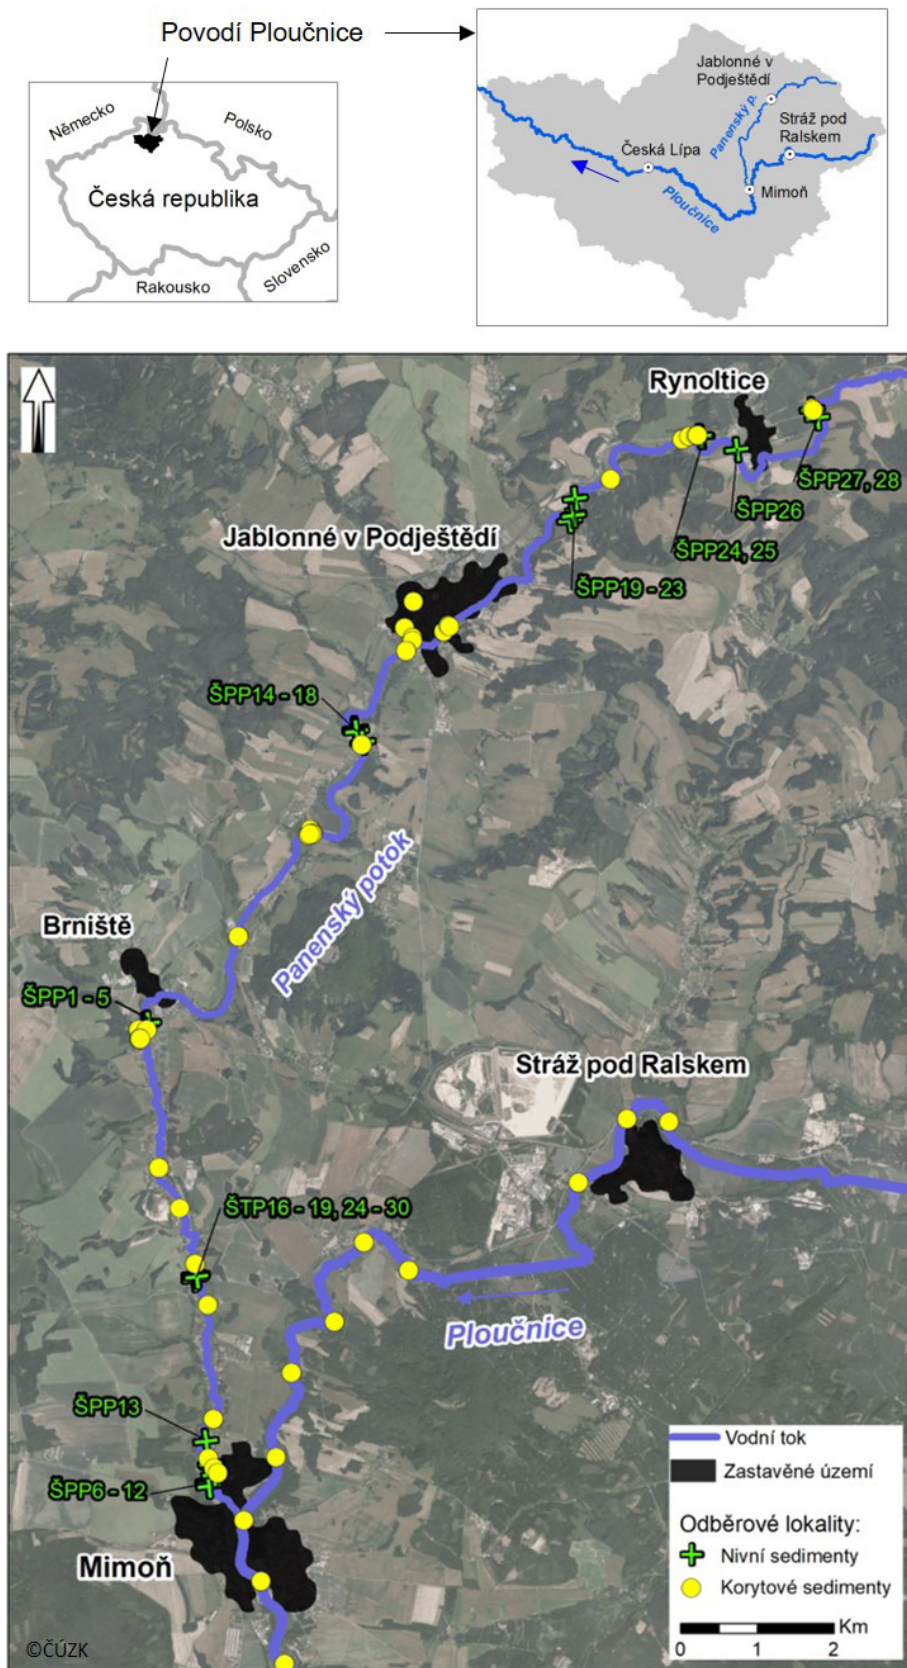 Povodí Ploučnice
Německo
Polsko
Česká republika
Rakousko
Slovensko
Jablonné v
Podještědí
Panenský p.
Stráž pod
Ralskem
Česká Lípa
Mimoň
Ploučnice
Rynoltice
ŠPP27, 28
ŠPP26
ŠPP24, 25
Jablonné v Podještědí
ŠPP19 - 23
ŠPP14 - 18
Panenský potok
Brniště
ŠPP1 - 5
Stráž pod Ralskem
ŠTP16 - 19, 24 - 30
Ploučnice
ŠPP13
ŠPP6 - 12
Mimoň
Vodní tok
Zastavěné území
Odběrové lokality:
Nivní sedimenty
Korytové sedimenty
Km
0 1 2
©ČÚZK